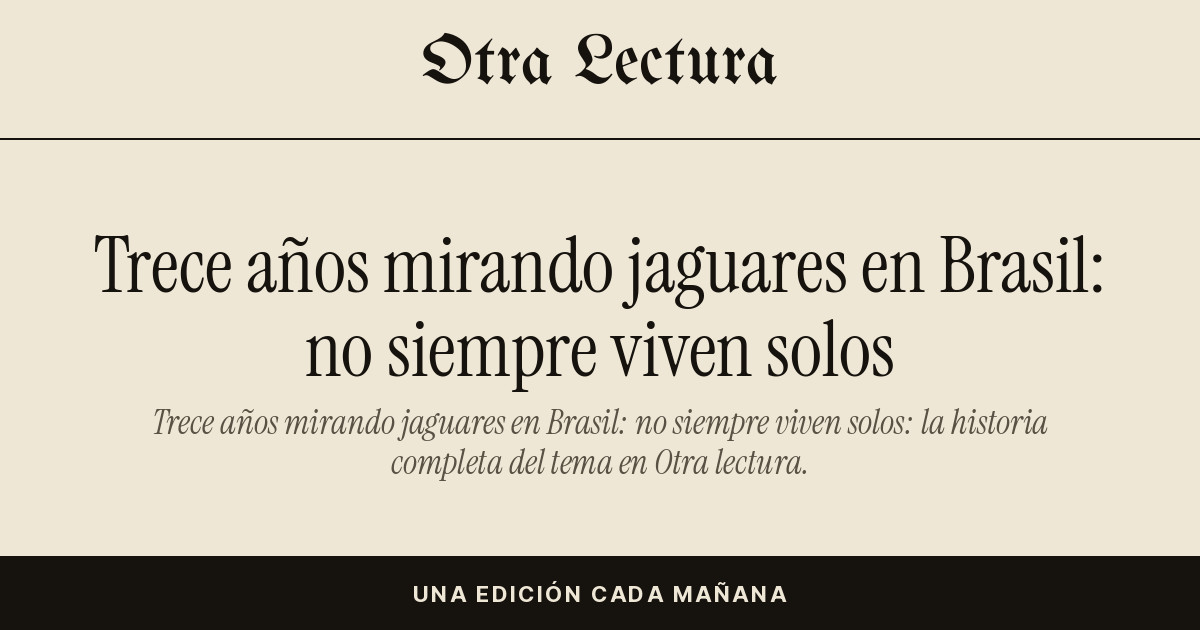 Otra Lectura
Trece años mirando jaguares en Brasil:
no siempre viven solos
Trece años mirando jaguares en Brasil: no siempre viven solos: la historia
completa del tema en Otra lectura.
UNA EDICIÓN CADA MAÑANA